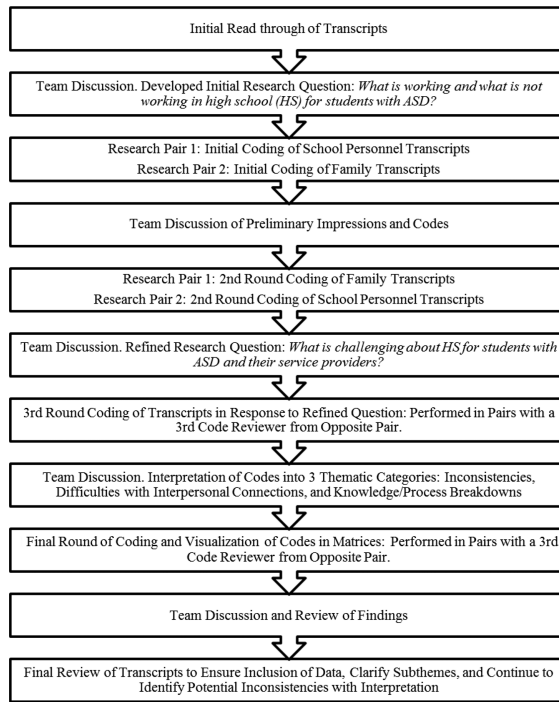 Initial Read through of Transcripts
Team Discussion. Developed Initial Research Question: What is working and what is not
working in high school (HS) for students with ASD?
Research Pair 1: Initial Coding of School Personnel Transcripts
Research Pair 2: Initial Coding of Family Transcripts
Team Discussion of Preliminary Impressions and Codes
Research Pair 1: 2nd Round Coding of Family Transcripts
Research Pair 2: 2nd Round Coding of School Personnel Transcripts
Team Discussion. Refined Research Question: What is challenging about HS for students with
ASD and their service providers?
3rd Round Coding of Transcripts in Response to Refined Question: Performed in Pairs with a
3rd Code Reviewer from Opposite Pair.
Team Discussion. Interpretation of Codes into 3 Thematic Categories: Inconsistencies,
Difficulties with Interpersonal Connections, and Knowledge/Process Breakdowns
Final Round of Coding and Visualization of Codes in Matrices: Performed in Pairs with a 3rd
Code Reviewer from Opposite Pair.
Team Discussion and Review of Findings
Final Review of Transcripts to Ensure Inclusion of Data, Clarify Subthemes, and Continue to
Identify Potential Inconsistencies with Interpretation